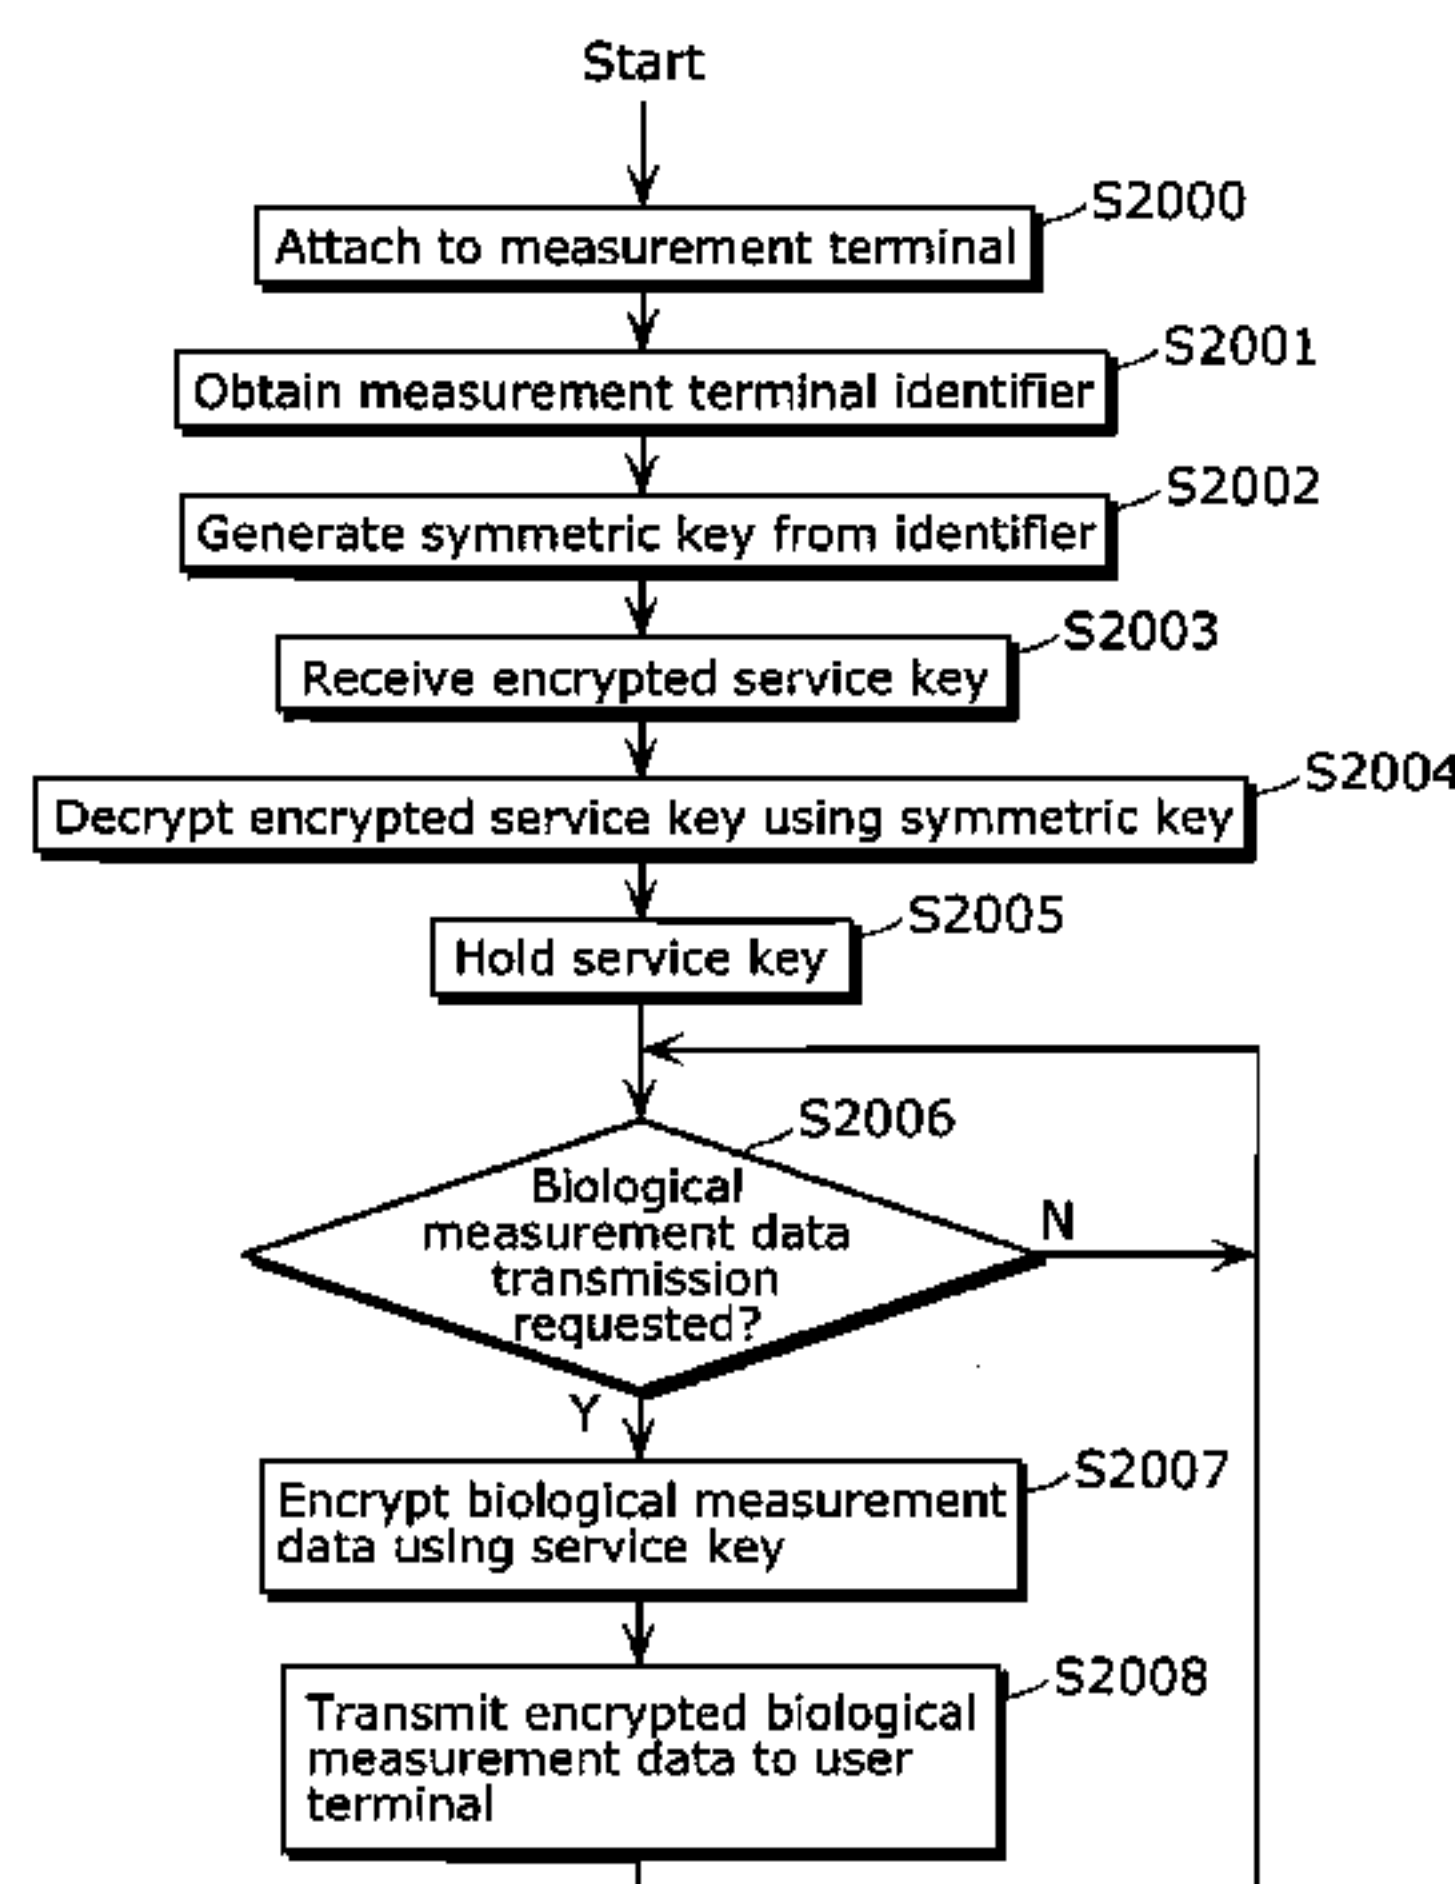 Start
S2000
Attach to measurement terminal
S2001
Obtain measurement terminal identifier
S2002
Generate symmetric key from identifier
S2003
Receive encrypted service key
S2004
Decrypt encrypted service key using symmetric key
S2005
Hold service key
S2006
Biological
measurement data
transmission
requested?
N
Y
S2007
Encrypt biological measurement
data using service key
S2008
Transmit encrypted biological
measurement data to user
terminal